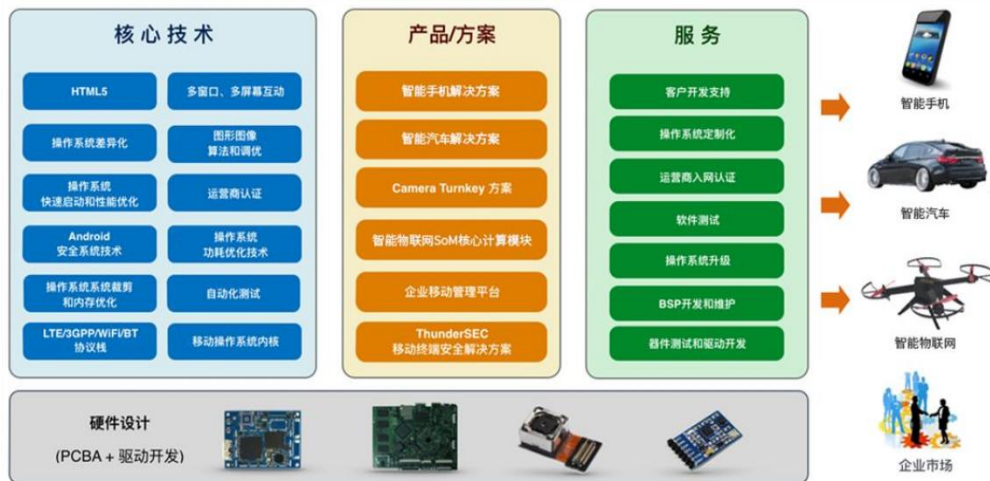 核心技术
HTML5
多窗口、多屏幕互动
操作系统差异化
图形图像
算法和调优
操作系统
快速启动和性能优化
运营商认证
Android
安全系统技术
操作系统
功耗优化技术
操作系统系统裁剪
和内存优化
自动化测试
LTE/3GPP/WiFi/BT
协议栈
移动操作系统内核
产品/方案
智能手机解决方案
智能汽车解决方案
Camera Turnkey 方案
智能物联网SoM核心计算模块
企业移动管理平台
ThunderSEC
移动终端安全解决方案
服务
客户开发支持
操作系统定制化
运营商入网认证
软件测试
操作系统升级
BSP开发和维护
器件测试和驱动开发
智能手机
智能汽车
智能物联网
企业市场
硬件设计
(PCBA + 驱动开发)